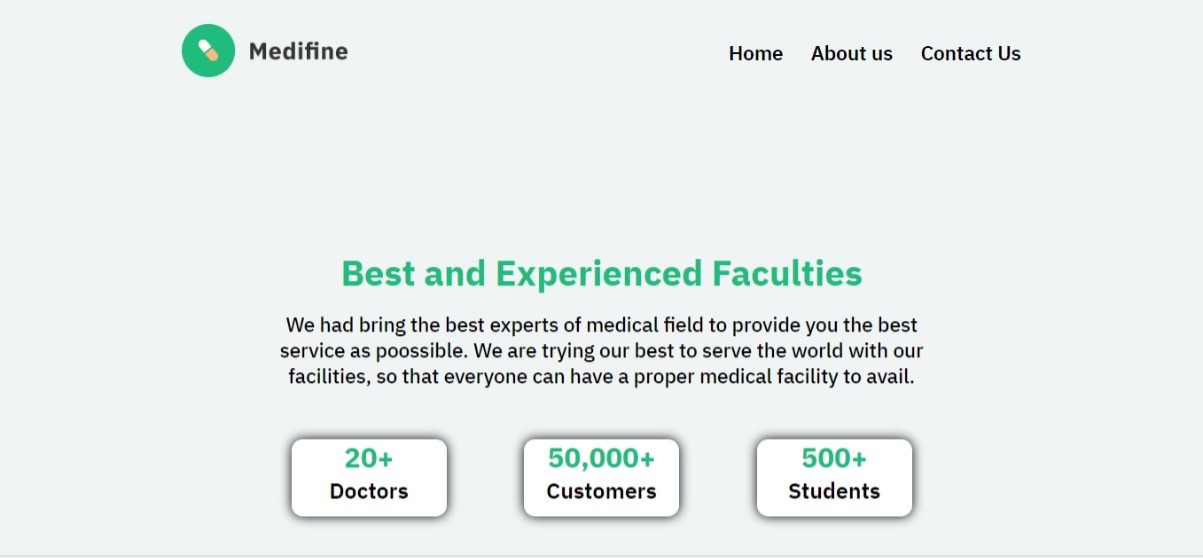 Medifine
Home About us Contact Us
Best and Experienced Faculties
We had bring the best experts of medical field to provide you the best
service as poossible. We are trying our best to serve the world with our
facilities, so that everyone can have a proper medical facility to avail.
20+ 50,000+ 500+
Doctors Customers Students